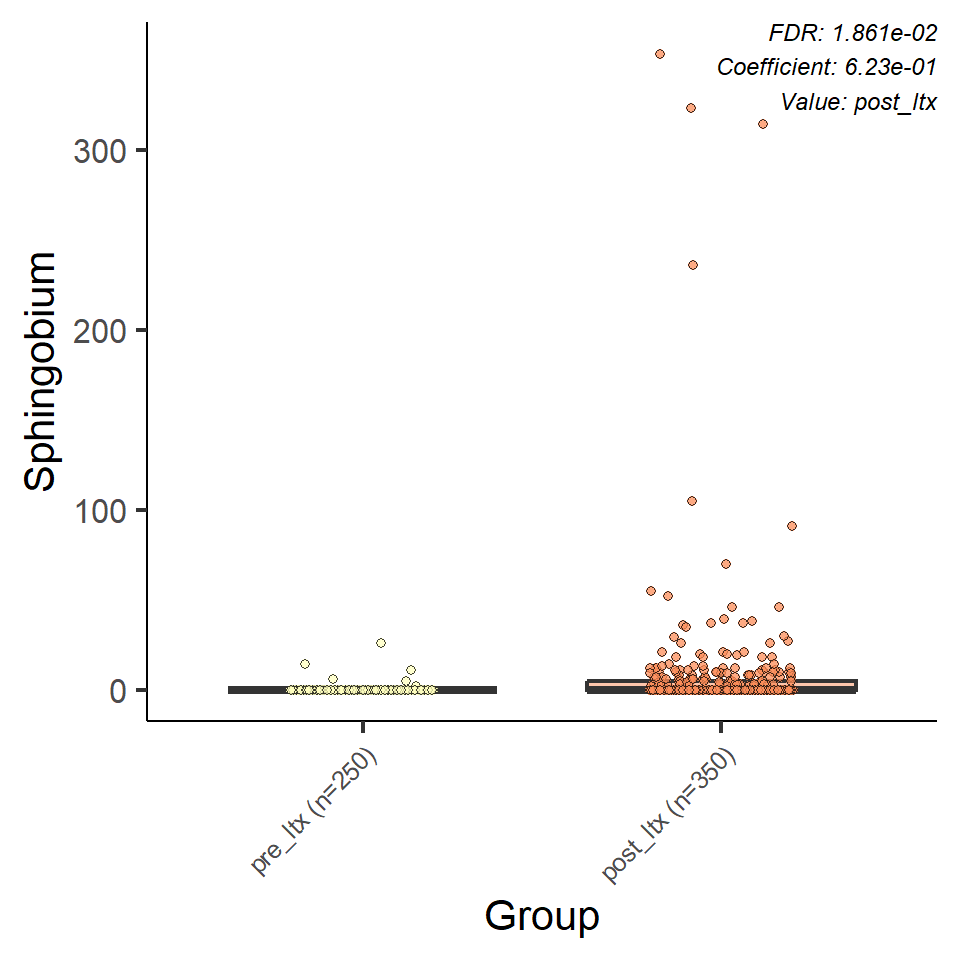 FDR: 1.861e-02
Coefficient: 6.23e-01
Value: post_ltx
Sphingobium
300
200
100
0
pre_ltx (n=250)
post_ltx (n=350)
Group